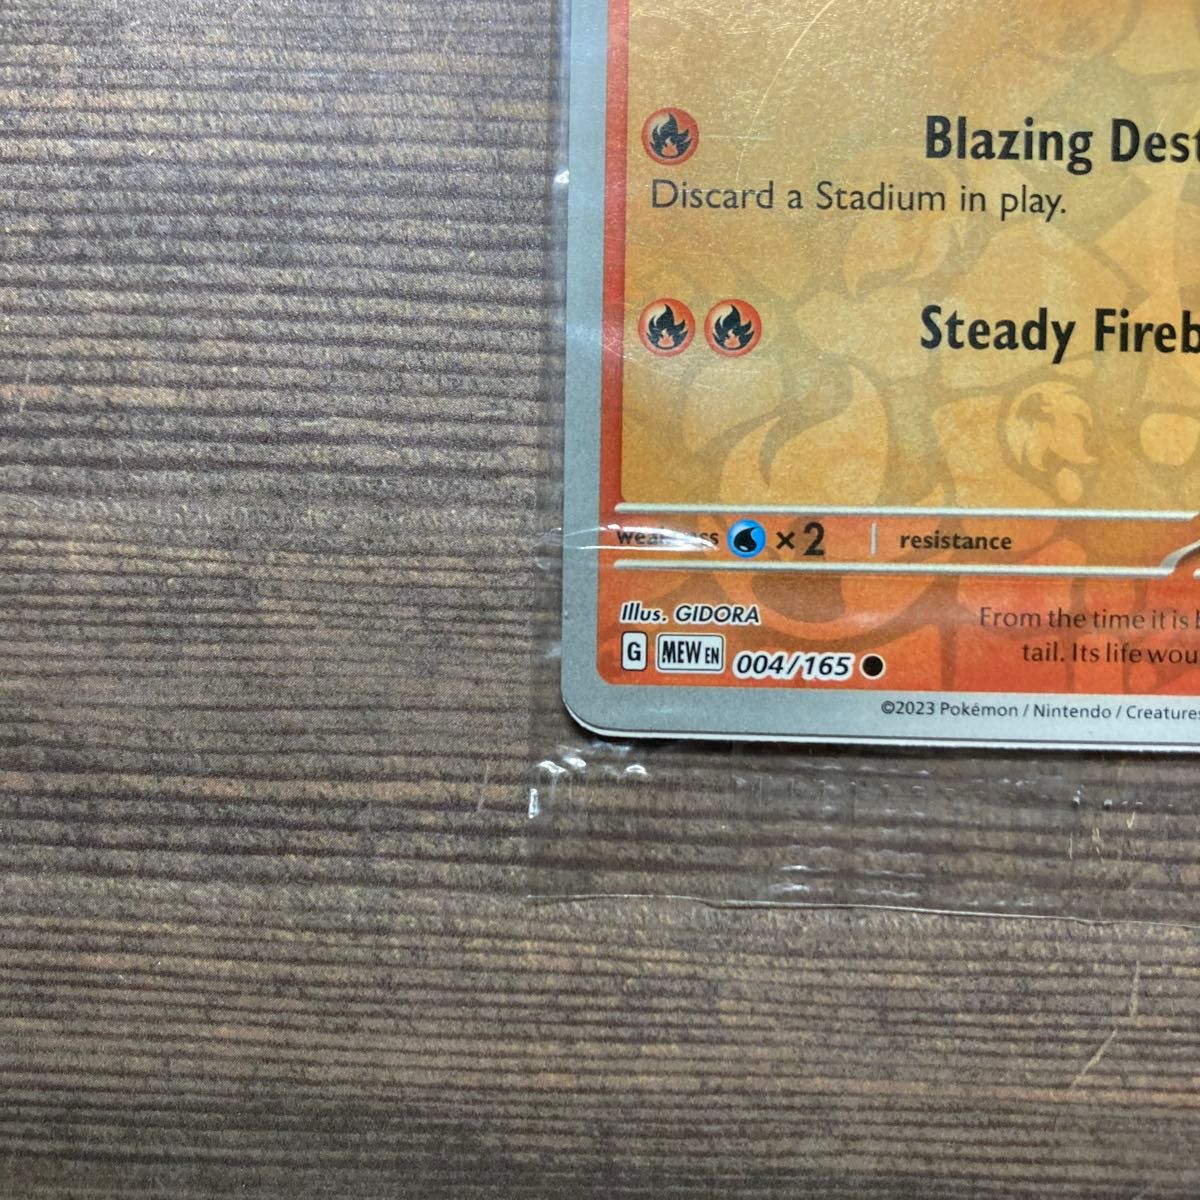 Blazing Dest
Discard a Stadium in play.
Steady Fireb
weakness ×2 resistance
Illus. GIDORA
From the time it is
G MEW EN 004/165
tail. Its life wou
©2023 Pokémon / Nintendo / Creatures